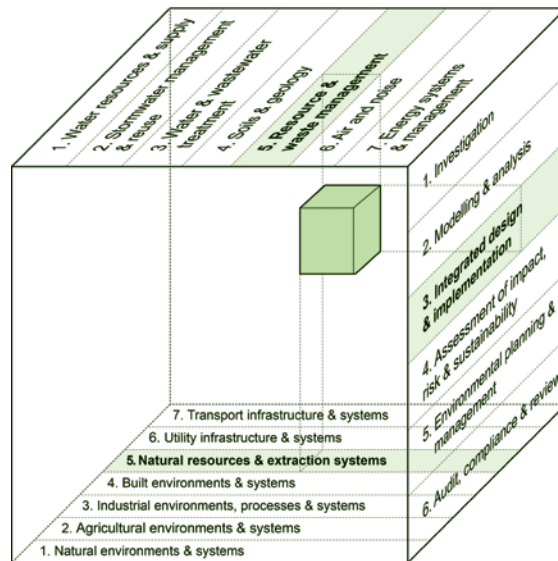 1. Water resources & supply
2. Stormwater management
& reuse
3. Water & wastewater
treatment
4. Soils & geology
5. Resource &
waste management
6. Air and noise
7. Energy systems
& management
1. Investigation
2. Modelling & analysis
3. Integrated design
& implementation
4. Assessment of impact,
risk & sustainability
5. Environmental planning &
management
6. Audit, compliance & review
7. Transport infrastructure & systems
6. Utility infrastructure & systems
5. Natural resources & extraction systems
4. Built environments & systems
3. Industrial environments, processes & systems
2. Agricultural environments & systems
1. Natural environments & systems